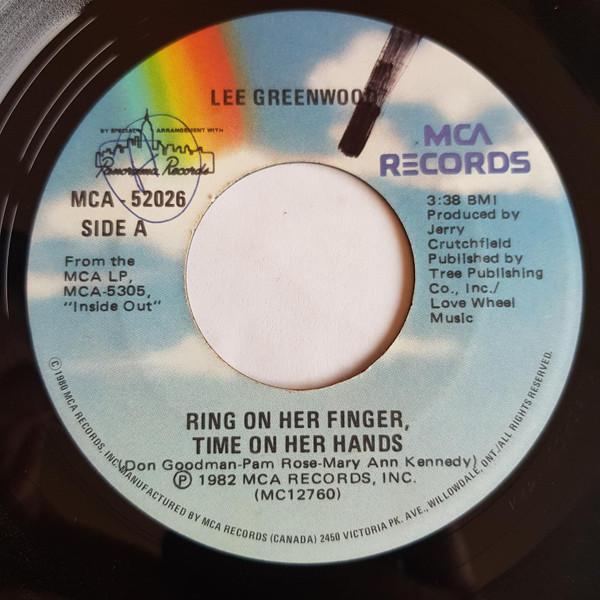 LEE GREENWOOD
BY SPECIAL ARRANGEMENT WITH
Panorama Records
MCA - 52026
SIDE A
MCA
RECORDS
From the
MCA LP,
MCA-5305,
"Inside Out"
3:38 BMI
Produced by
Jerry
Crutchfield
Published by
Tree Publishing
Co., Inc./
Love Wheel
Music
RING ON HER FINGER,
TIME ON HER HANDS
(Don Goodman-Pam Rose-Mary Ann Kennedy)
Ⓟ 1982 MCA RECORDS, INC.
(MC12760)
©1980 MCA RECORDS, INC. MANUFACTURED BY MCA RECORDS (CANADA) 2450 VICTORIA PK. AVE., WILLOWDALE, ONT./ALL RIGHTS RESERVED.